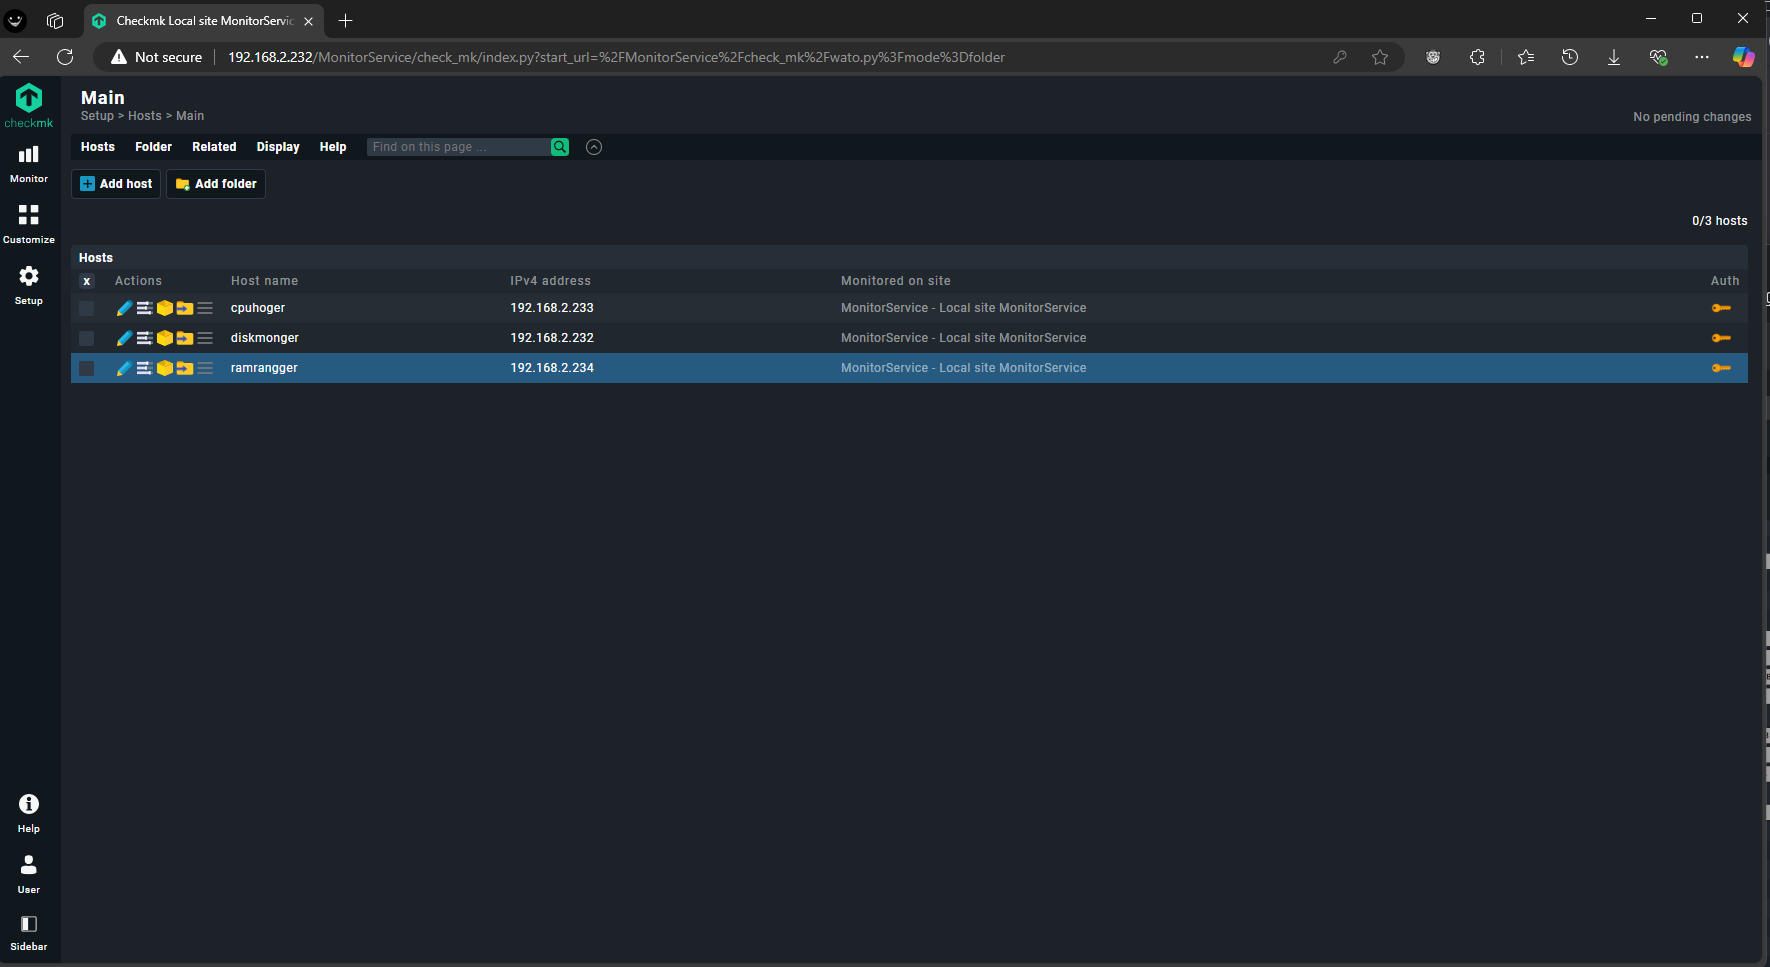 Checkmk Local site MonitorServic
Not secure
192.168.2.232/MonitorService/check_mk/index.py?start_url=%2FMonitorService%2Fcheck_mk%2Fwato.py%3Fmode%3Dfolder
checkmk
Monitor
Customize
Setup
Help
User
Sidebar
Main
Setup > Hosts > Main
No pending changes
Hosts Folder Related Display Help Find on this page ...
Add host Add folder
0/3 hosts
Hosts
x Actions Host name IPv4 address Monitored on site Auth
cpuhoger 192.168.2.233 MonitorService - Local site MonitorService
diskmonger 192.168.2.232 MonitorService - Local site MonitorService
ramrangger 192.168.2.234 MonitorService - Local site MonitorService